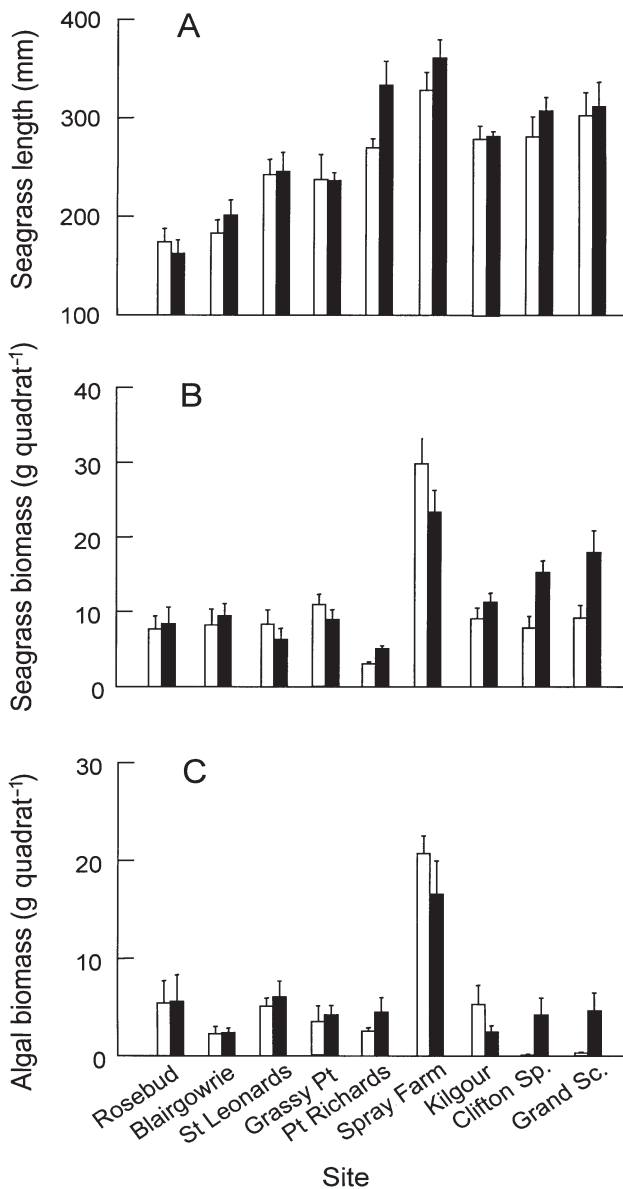 A
Seagrass length (mm)
400
300
200
100
B
Seagrass biomass (g quadrat⁻¹)
40
30
20
10
0
C
Algal biomass (g quadrat⁻¹)
30
20
10
0
Rosebud
Blairgowrie
St Leonards
Grassy Pt
Pt Richards
Spray Farm
Kilgour
Clifton Sp.
Grand Sc.
Site